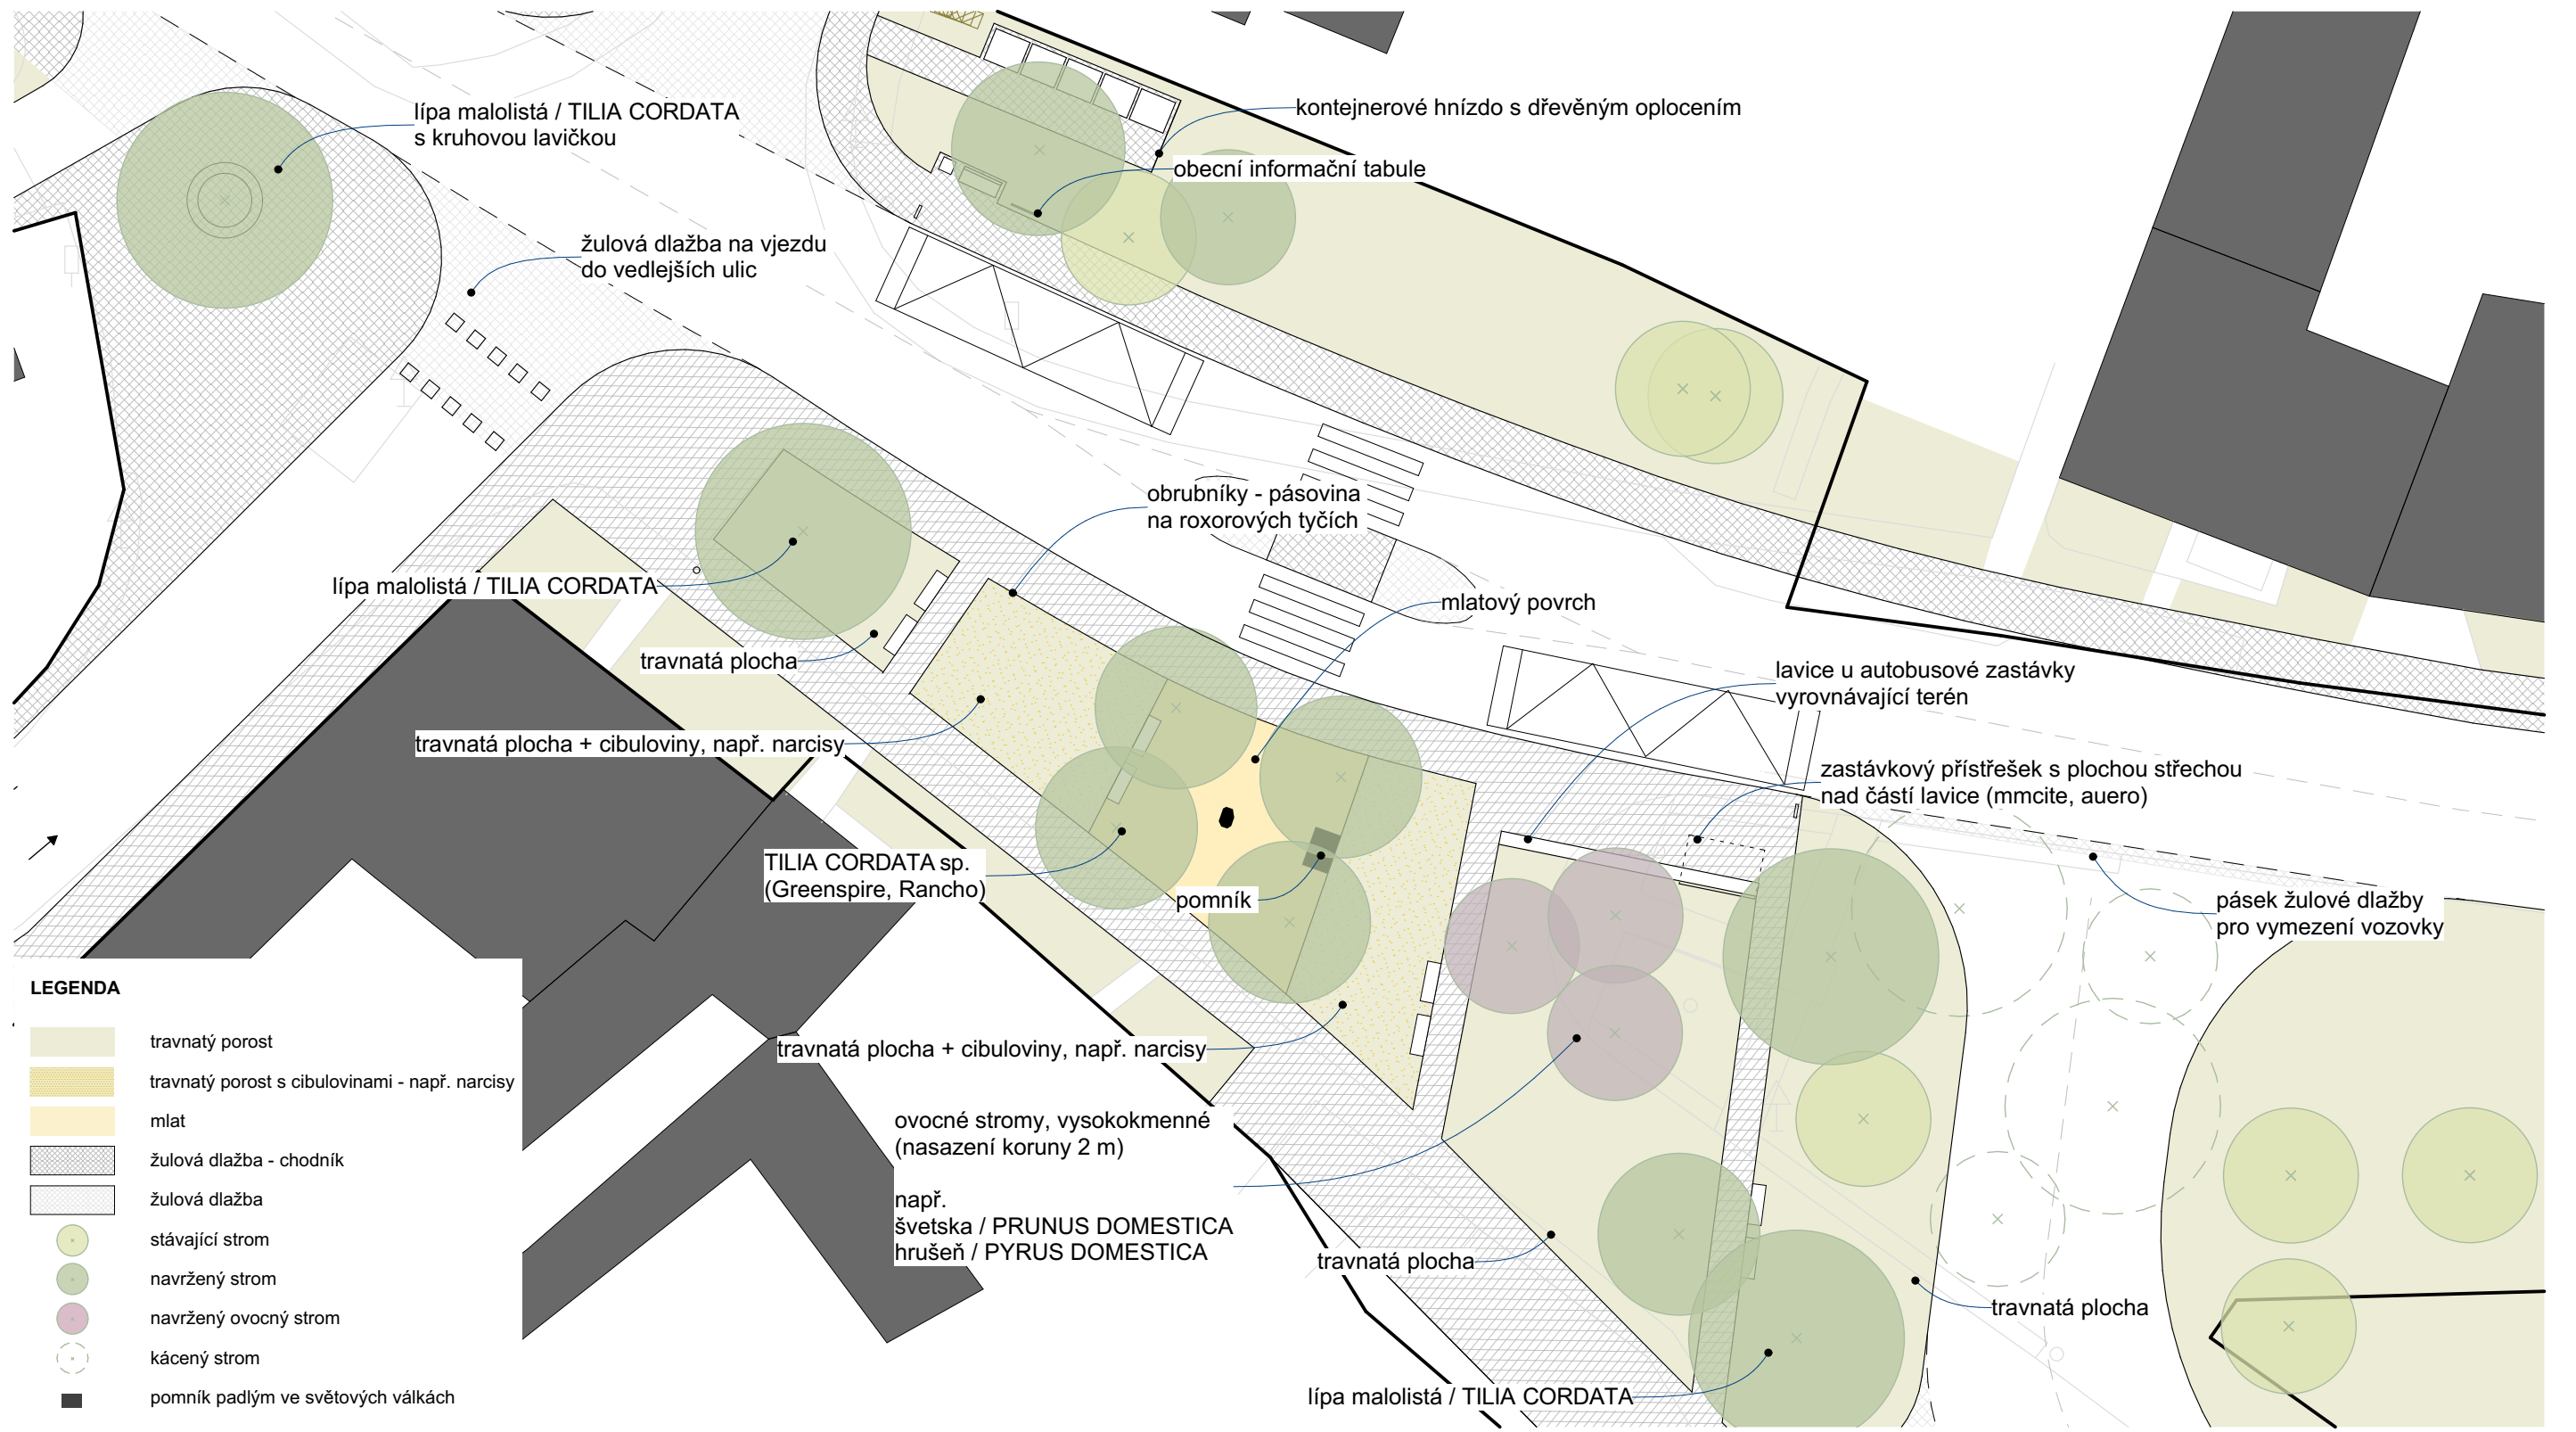 lípa malolistá / TILIA CORDATA
s kruhovou lavičkou
kontejnerové hnízdo s dřevěným oplocením
obecní informační tabule
žulová dlažba na vjezdu
do vedlejších ulic
obrubníky - pásovina
na roxorových tyčích
lípa malolistá / TILIA CORDATA
mlatový povrch
travnatá plocha
lavice u autobusové zastávky
vyrovnávající terén
travnatá plocha + cibuloviny, např. narcisy
zastávkový přístřešek s plochou střechou
nad částí lavice (mmcite, auero)
TILIA CORDATA sp.
(Greenspire, Rancho)
pomník
pásek žulové dlažby
pro vymezení vozovky
travnatá plocha + cibuloviny, např. narcisy
ovocné stromy, vysokokmenné
(nasazení koruny 2 m)
např.
švetska / PRUNUS DOMESTICA
hrušeň / PYRUS DOMESTICA
travnatá plocha
travnatá plocha
lípa malolistá / TILIA CORDATA
LEGENDA
travnatý porost
travnatý porost s cibulovinami - např. narcisy
mlat
žulová dlažba - chodník
žulová dlažba
stávající strom
navržený strom
navržený ovocný strom
kácený strom
pomník padlým ve světových válkách